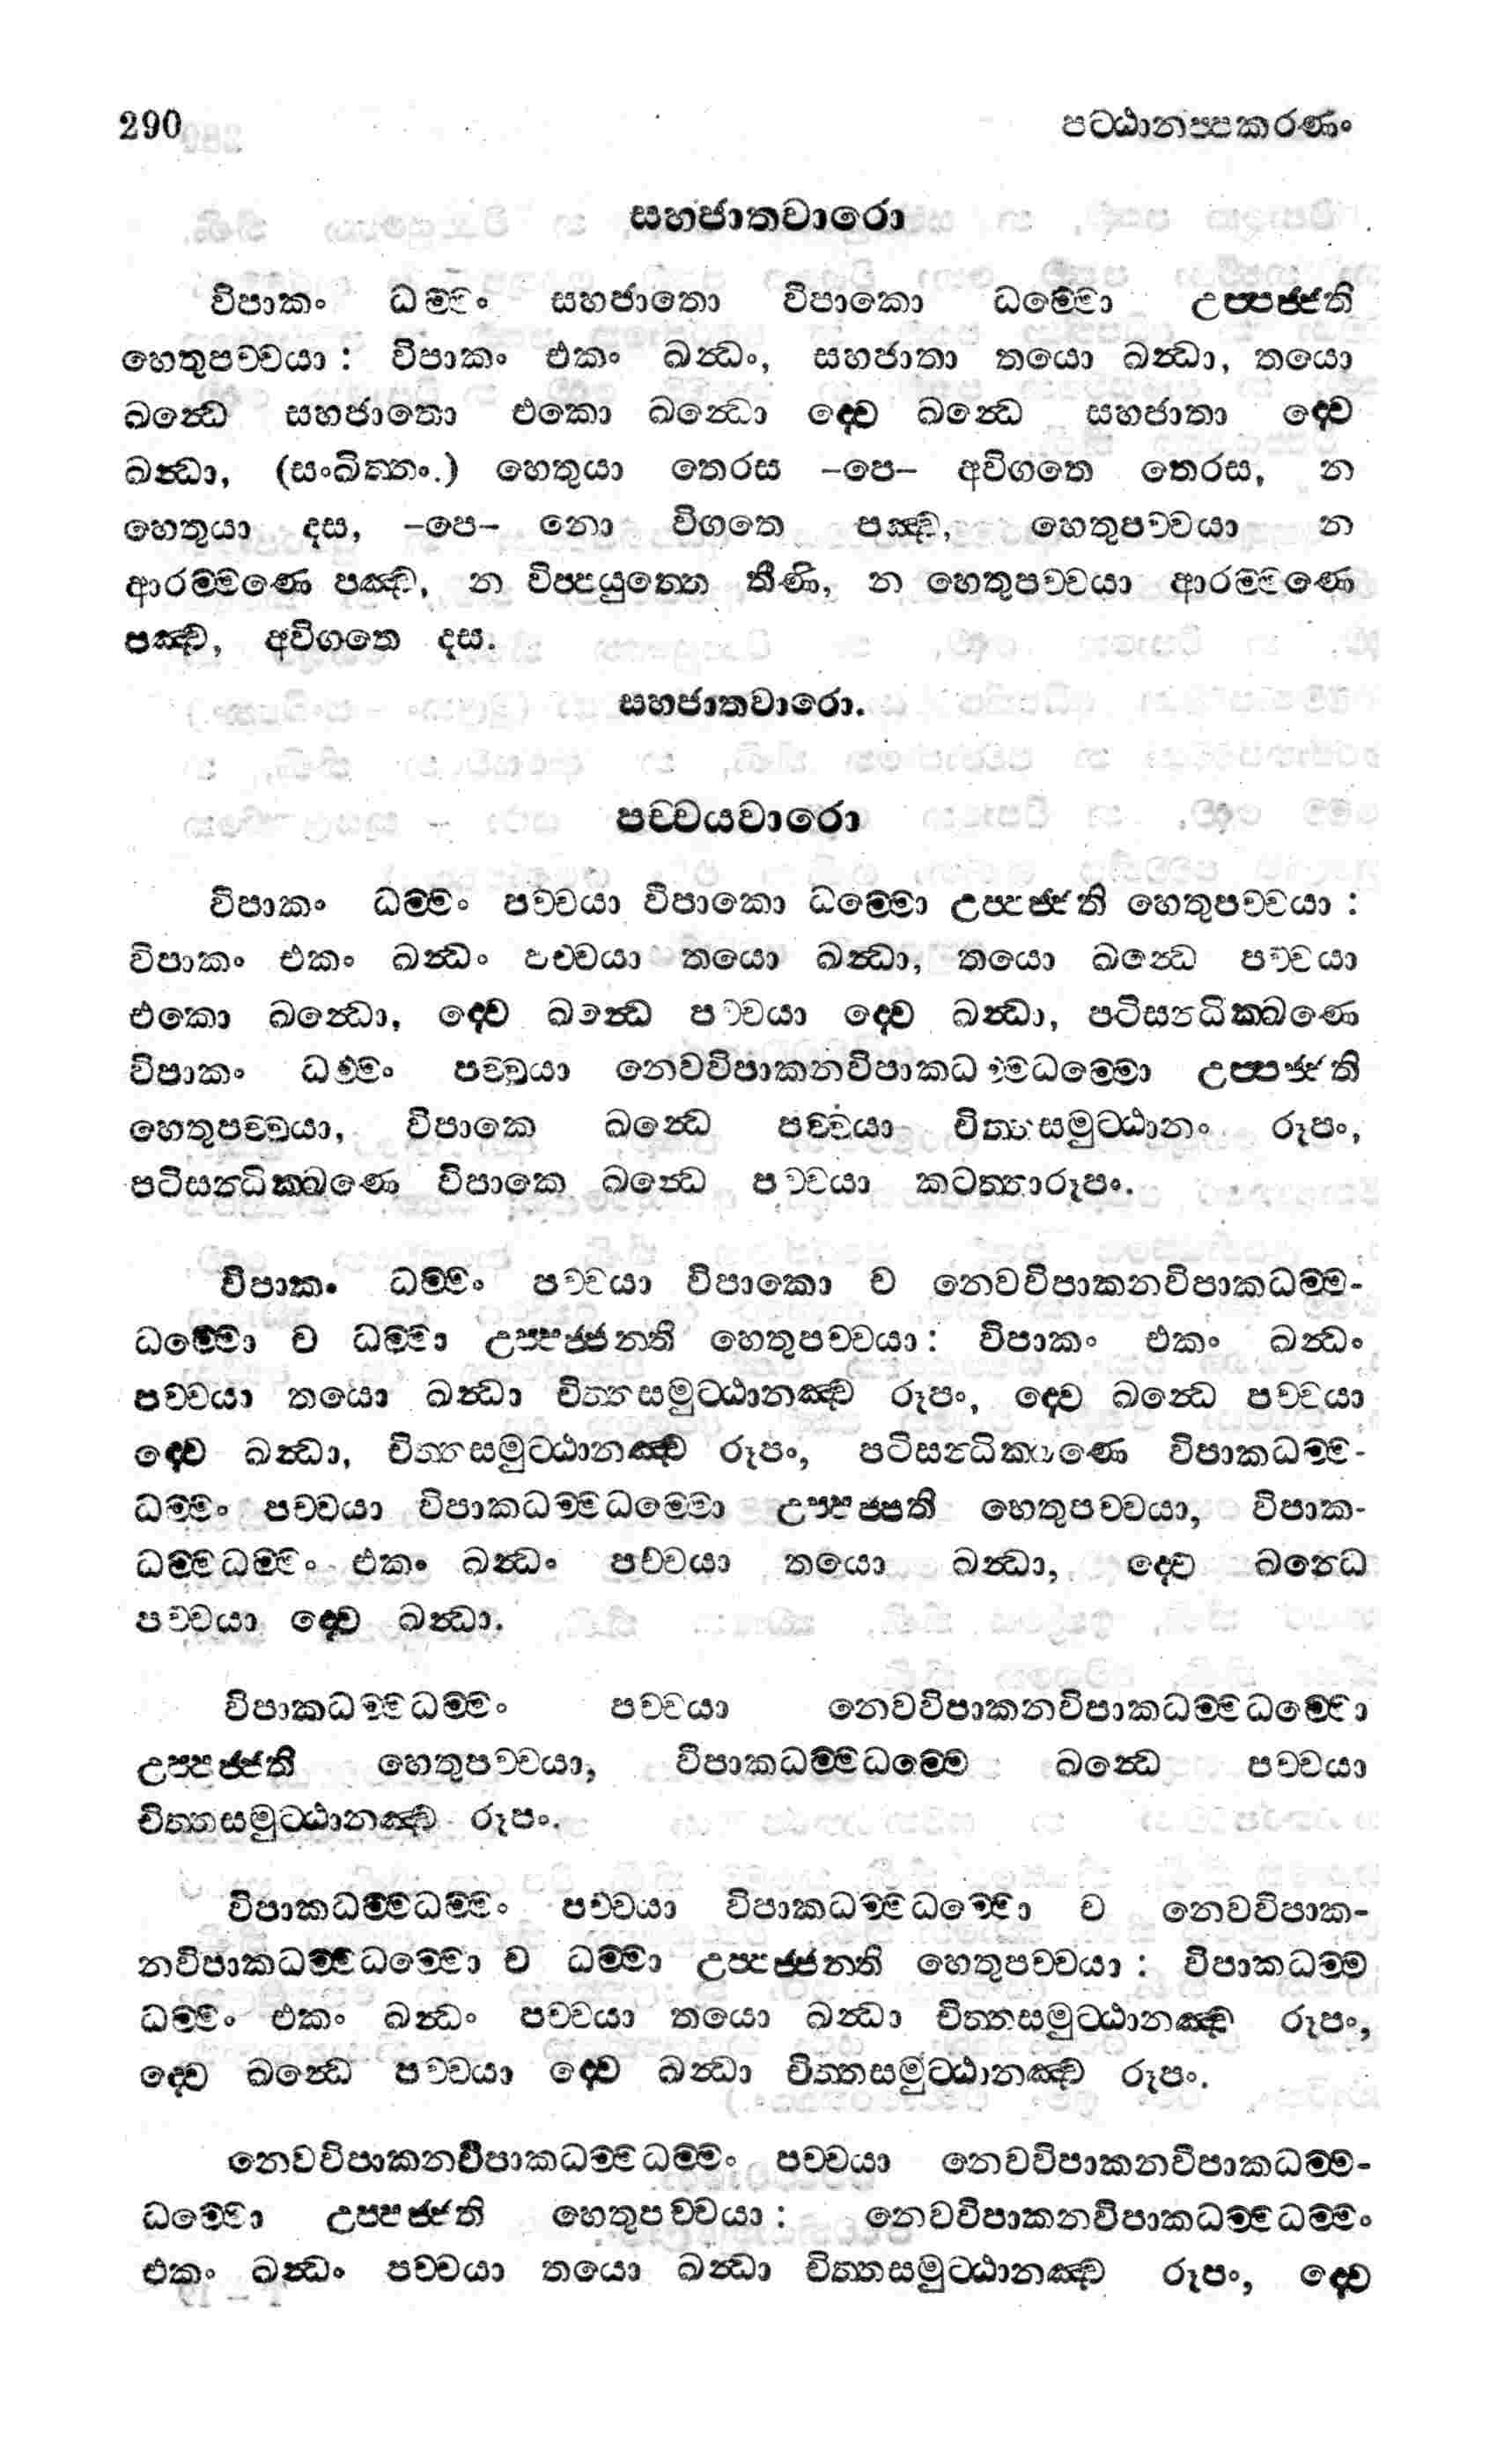 290 පට්ඨානප්පකරණං
සහජාතවාරො
විපාකං ධම්මං සහජාතො විපාකො ධම්මො උප්පජ්ජති
හෙතුපච්චයා : විපාකං එකං ඛන්ධං, සහජාතා තයො ඛන්ධා, තයො
ඛන්ධෙ සහජාතො එකො ඛන්ධො ද්වෙ ඛන්ධෙ සහජාතා ද්වෙ
ඛන්ධා, (සංඛිත්තං.) හෙතුයා තෙරස –පෙ– අවිගතෙ තෙරස, න
හෙතුයා දස, –පෙ– නො විගතෙ පඤ්ච, හෙතුපච්චයා න
ආරම්මණෙ පඤ්ච, න විප්පයුත්තෙ තීණි, න හෙතුපච්චයා ආරම්මණෙ
පඤ්ච, අවිගතෙ දස.
සහජාතවාරො.
පච්චයවාරො
විපාකං ධම්මං පච්චයා විපාකො ධම්මො උප්පජ්ජති හෙතුපච්චයා :
විපාකං එකං ඛන්ධං පච්චයා තයො ඛන්ධා, තයො ඛන්ධෙ පච්චයා
එකො ඛන්ධො, ද්වෙ ඛන්ධෙ පච්චයා ද්වෙ ඛන්ධා, පටිසන්ධික්ඛණෙ
විපාකං ධම්මං පච්චයා නෙවවිපාකනවිපාකධම්මධම්මො උප්පජ්ජති
හෙතුපච්චයා, විපාකෙ ඛන්ධෙ පච්චයා චිත්තසමුට්ඨානං රූපං,
පටිසන්ධික්ඛණෙ විපාකෙ ඛන්ධෙ පච්චයා කටත්තාරූපං.
විපාකං ධම්මං පච්චයා විපාකො ච නෙවවිපාකනවිපාකධම්ම-
ධම්මො ච ධම්මා උප්පජ්ජන්ති හෙතුපච්චයා : විපාකං එකං ඛන්ධං
පච්චයා තයො ඛන්ධා චිත්තසමුට්ඨානඤ්ච රූපං, ද්වෙ ඛන්ධෙ පච්චයා
ද්වෙ ඛන්ධා, චිත්තසමුට්ඨානඤ්ච රූපං, පටිසන්ධික්ඛණෙ විපාකධම්ම-
ධම්මං පච්චයා විපාකධම්මධම්මො උප්පජ්පති හෙතුපච්චයා, විපාක-
ධම්මධම්මං එකං ඛන්ධං පච්චයා තයො ඛන්ධා, ද්වෙ ඛන්ධෙ
පච්චයා ද්වෙ ඛන්ධා.
විපාකධම්මධම්මං පච්චයා නෙවවිපාකනවිපාකධම්මධම්මො
උප්පජ්ජති හෙතුපච්චයා, විපාකධම්මධම්මෙ ඛන්ධෙ පච්චයා
චිත්තසමුට්ඨානඤ්ච රූපං.
විපාකධම්මධම්මං පච්චයා විපාකධම්මධම්මො ච නෙවවිපාක-
නවිපාකධම්මධම්මො ච ධම්මා උප්පජ්ජන්ති හෙතුපච්චයා : විපාකධම්ම
ධම්මං එකං ඛන්ධං පච්චයා තයො ඛන්ධා චිත්තසමුට්ඨානඤ්ච රූපං,
ද්වෙ ඛන්ධෙ පච්චයා ද්වෙ ඛන්ධා චිත්තසමුට්ඨානඤ්ච රූපං.
නෙවවිපාකනවිපාකධම්මධම්මං පච්චයා නෙවවිපාකනවිපාකධම්ම-
ධම්මො උප්පජ්ජති හෙතුපච්චයා : නෙවවිපාකනවිපාකධම්මධම්මං
එකං ඛන්ධං පච්චයා තයො ඛන්ධා චිත්තසමුට්ඨානඤ්ච රූපං, ද්වෙ